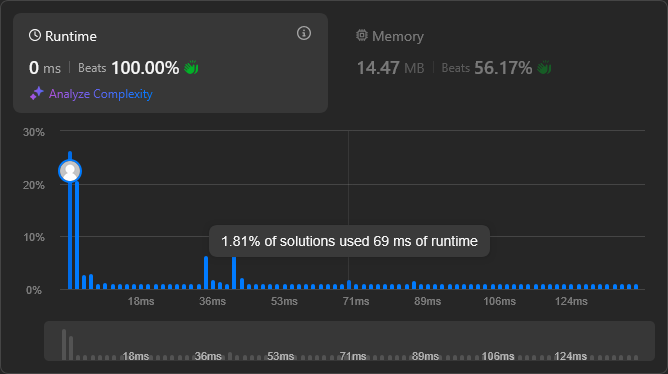 Runtime
0 ms | Beats 100.00%
Analyze Complexity
Memory
14.47 MB | Beats 56.17%
30%
20%
10%
0%
1.81% of solutions used 69 ms of runtime
18ms 36ms 53ms 71ms 89ms 106ms 124ms
18ms 36ms 53ms 71ms 89ms 106ms 124ms